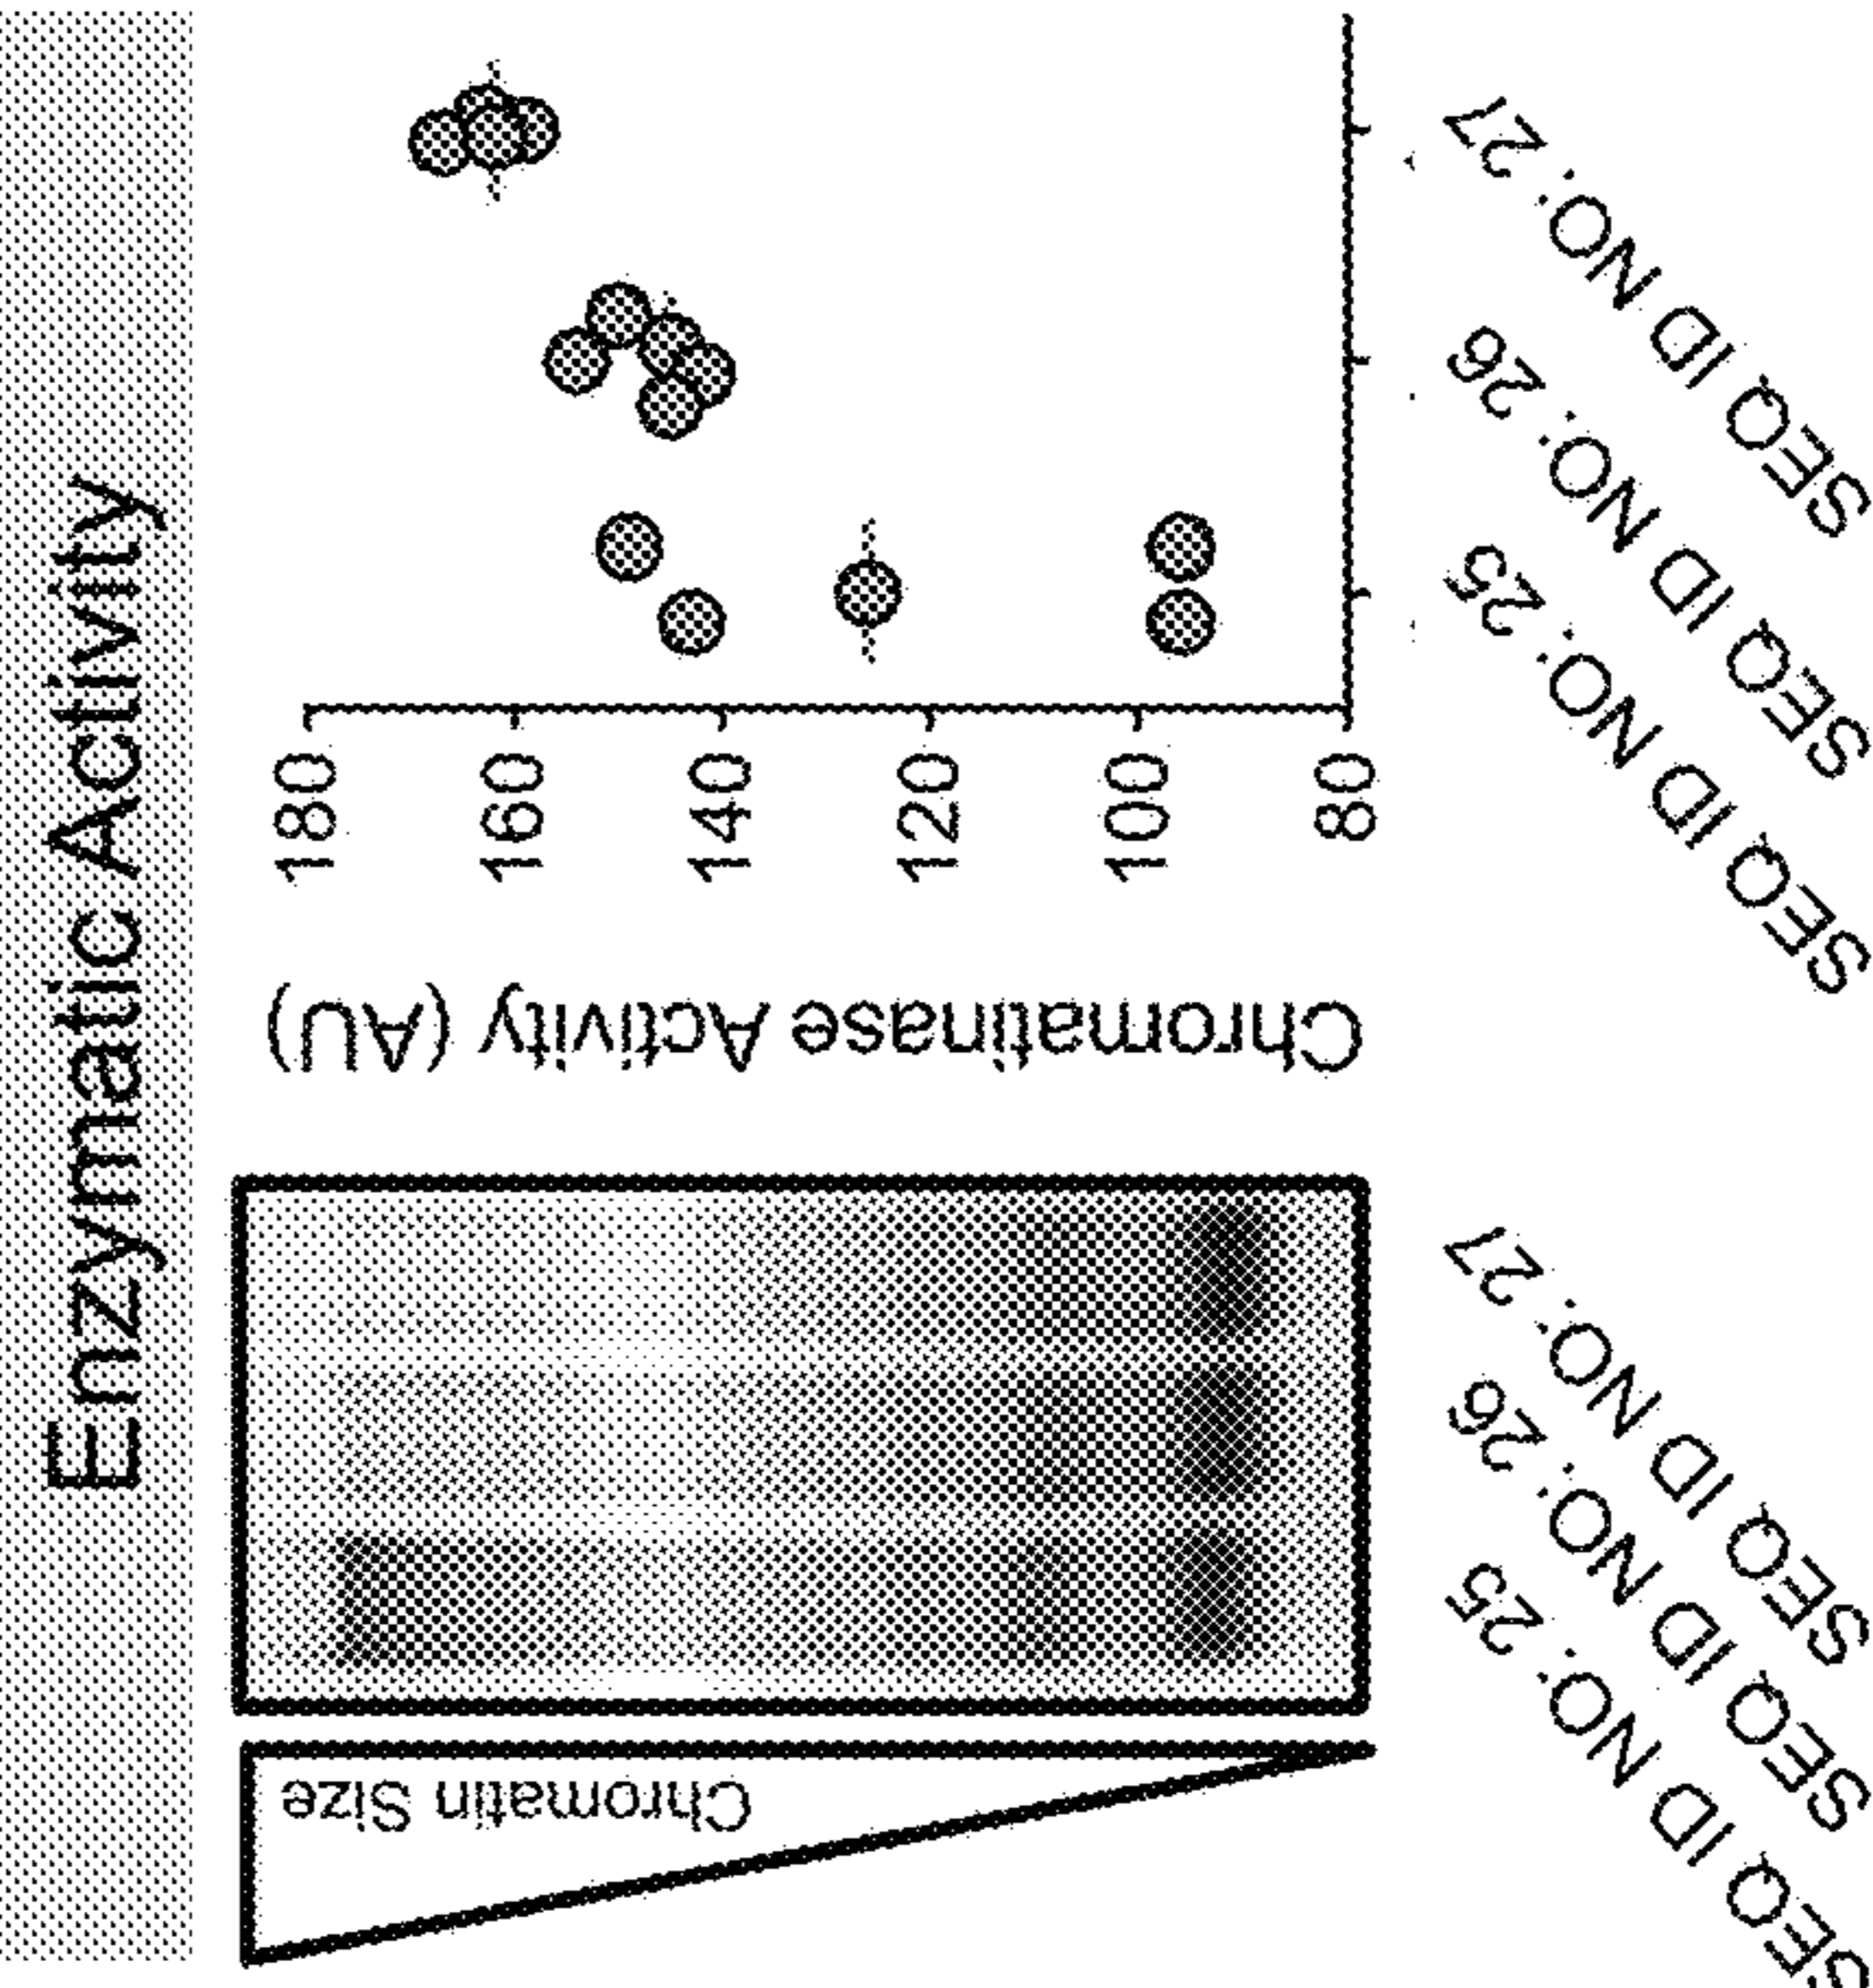 Enzymatic Activity
Chromatin Size
SEQ ID NO: 25
SEQ ID NO: 26
SEQ ID NO: 27
Chromatinase Activity (AU)
180
160
140
120
100
80
SEQ ID NO: 25
SEQ ID NO: 26
SEQ ID NO: 27